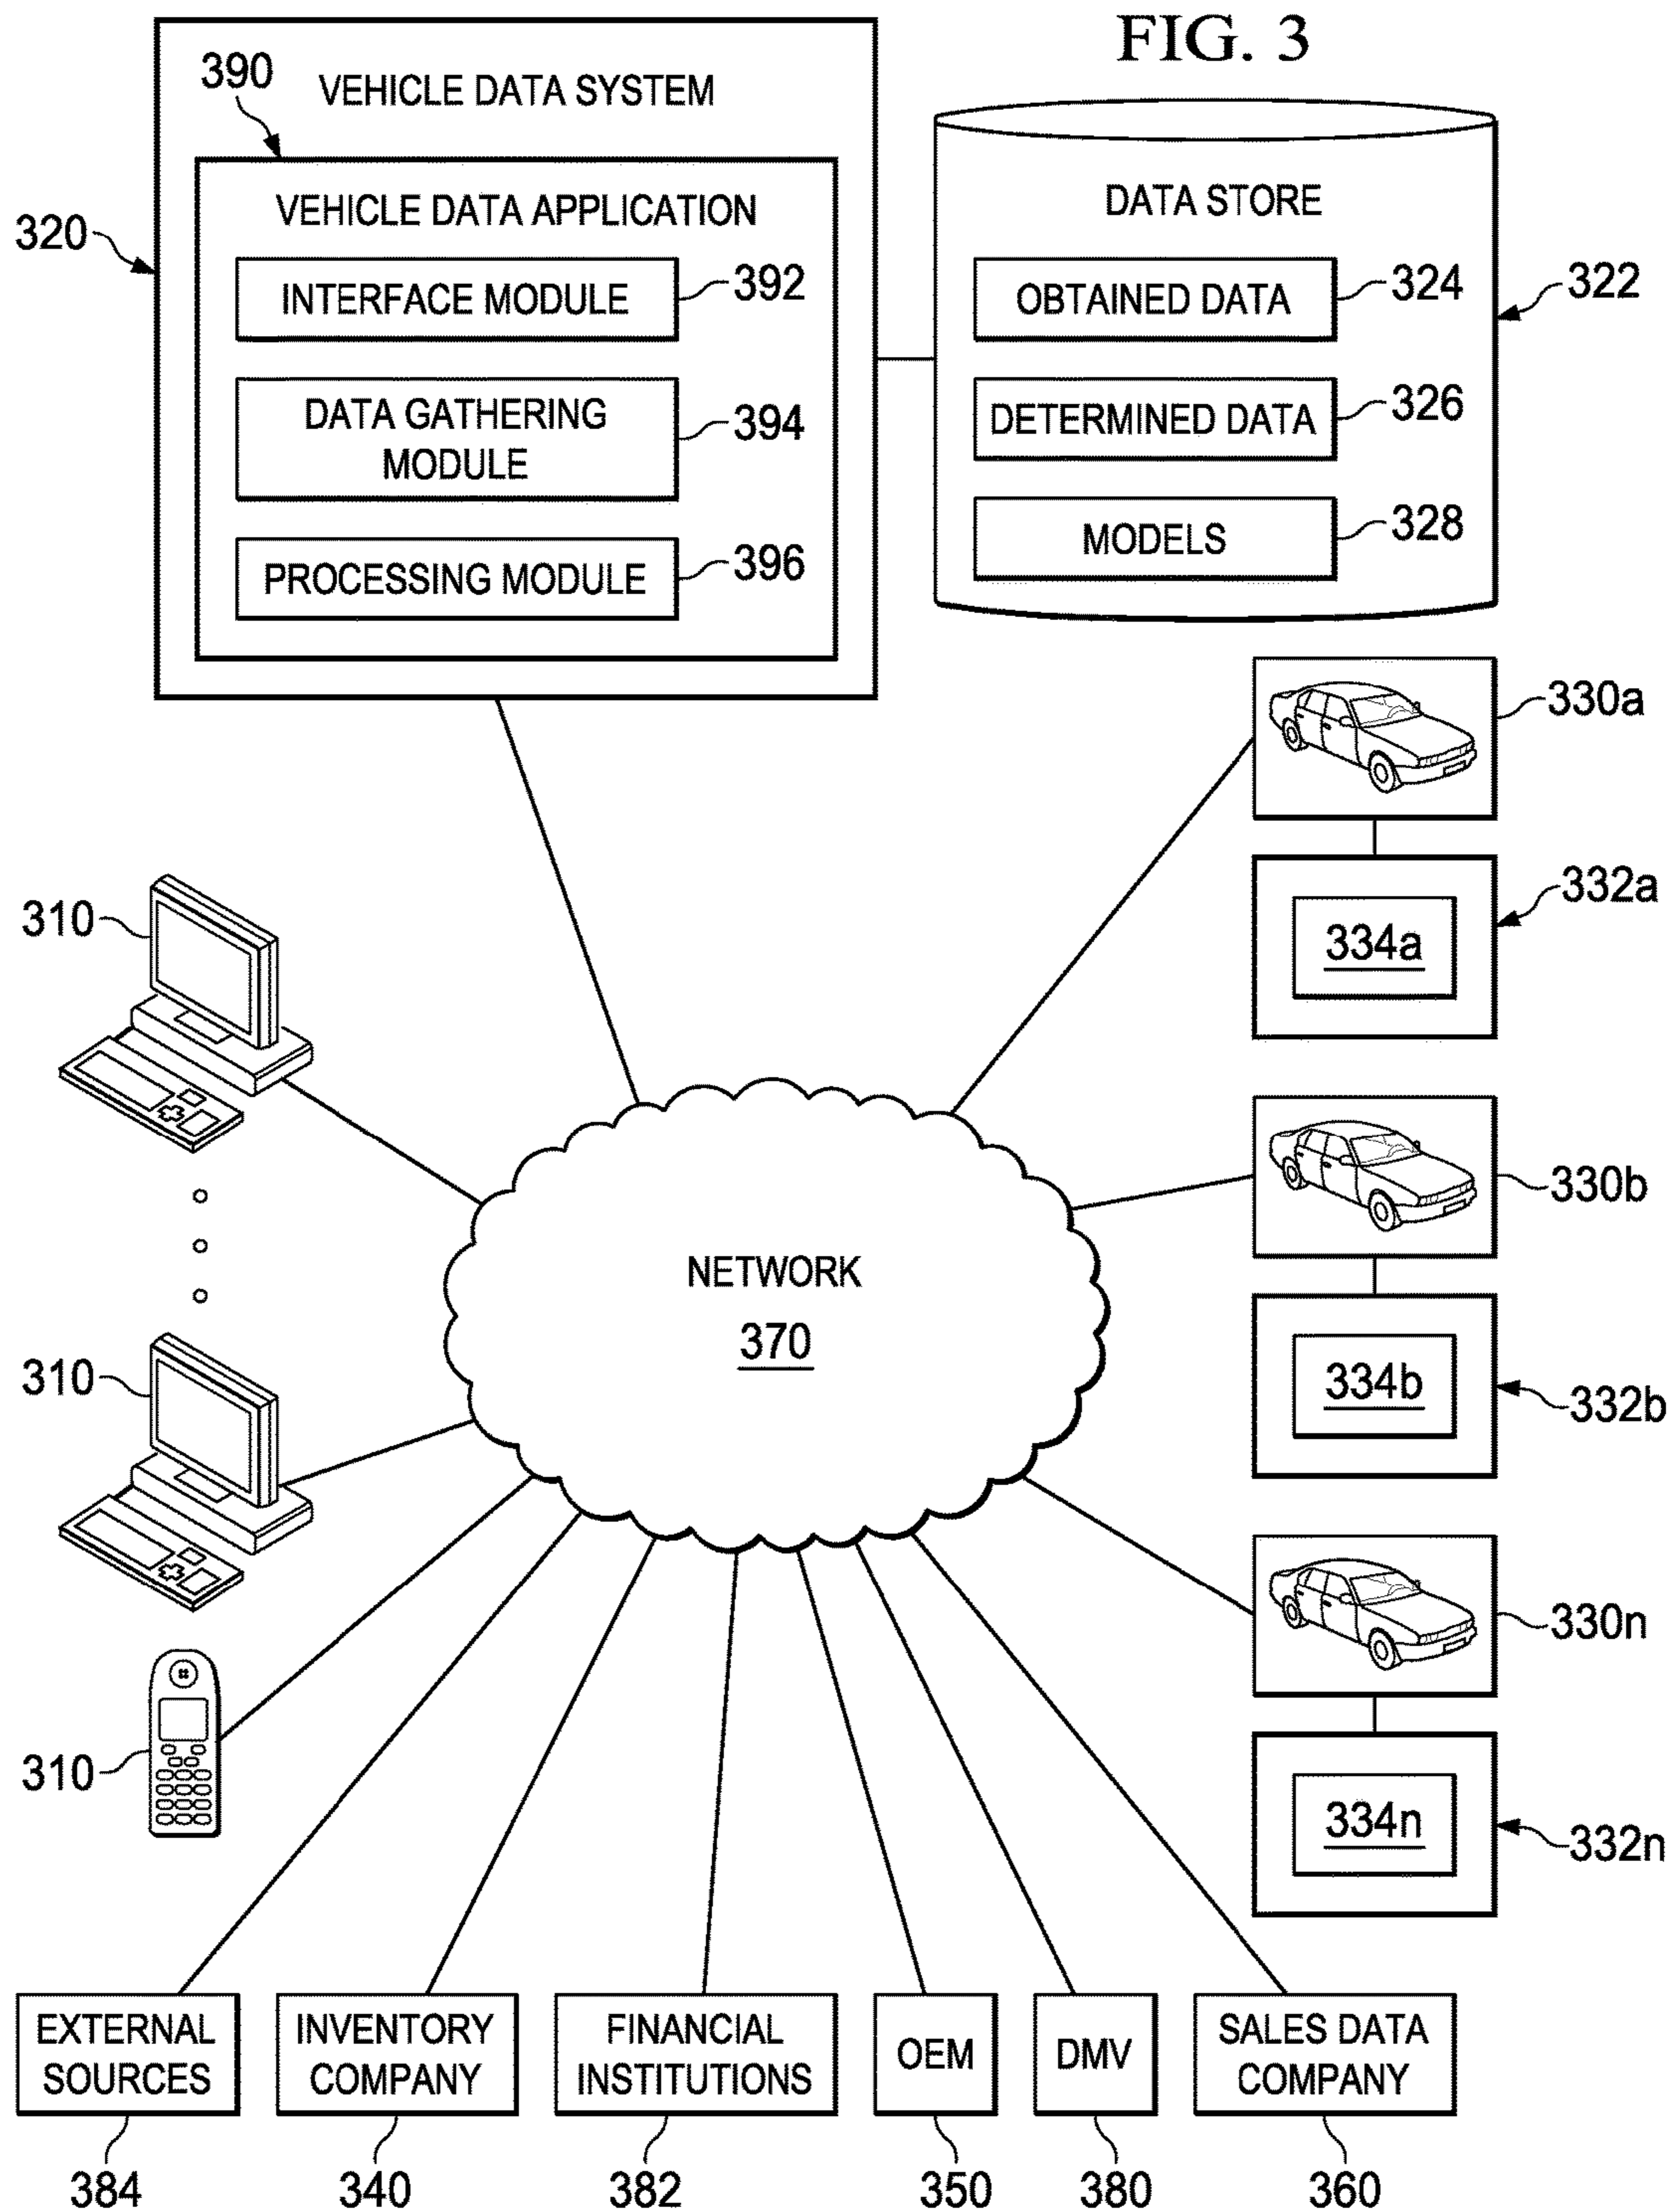 FIG. 3
390
VEHICLE DATA SYSTEM
VEHICLE DATA APPLICATION
320
INTERFACE MODULE
392
DATA GATHERING
MODULE
394
PROCESSING MODULE
396
DATA STORE
OBTAINED DATA
324
322
DETERMINED DATA
326
MODELS
328
330a
332a
334a
310
330b
NETWORK
370
310
334b
332b
330n
310
334n
332n
EXTERNAL
SOURCES
INVENTORY
COMPANY
FINANCIAL
INSTITUTIONS
OEM
DMV
SALES DATA
COMPANY
384
340
382
350
380
360